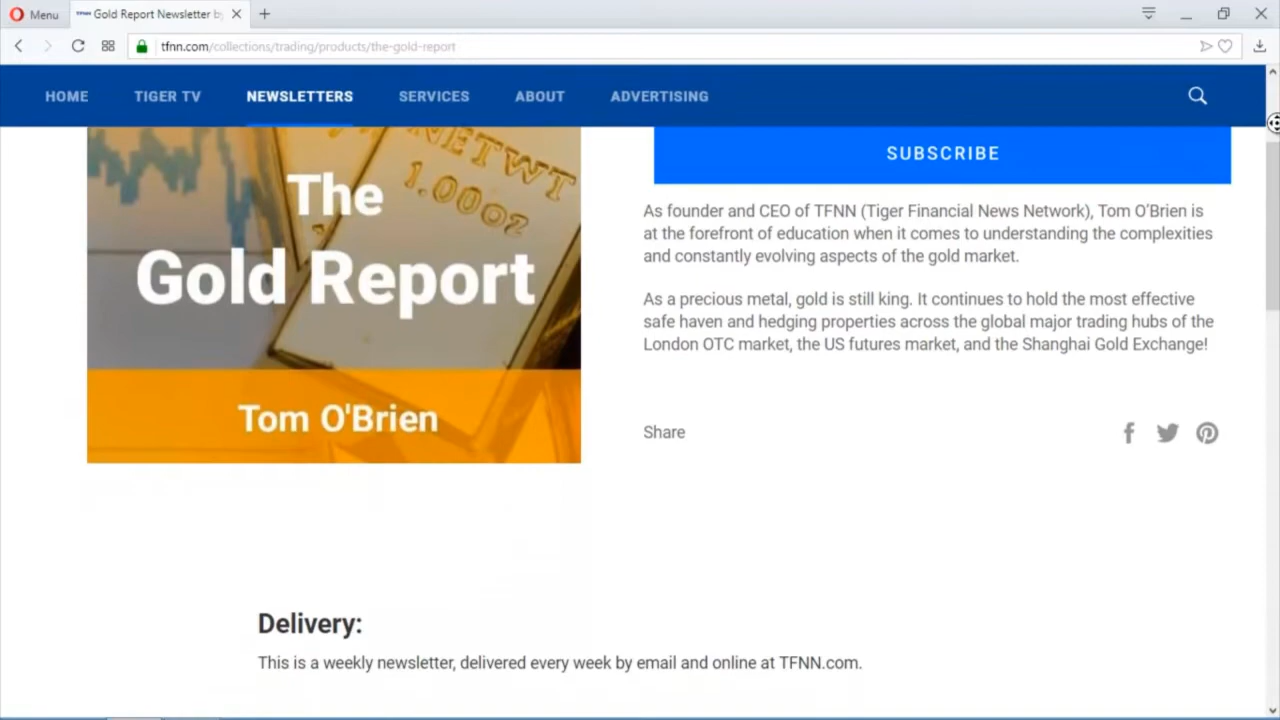 Menu
TFNN Gold Report Newsletter by
tfnn.com/collections/trading/products/the-gold-report
HOME TIGER TV NEWSLETTERS SERVICES ABOUT ADVERTISING
NETWT
1.00oz
The
Gold Report
Tom O'Brien
SUBSCRIBE
As founder and CEO of TFNN (Tiger Financial News Network), Tom O'Brien is
at the forefront of education when it comes to understanding the complexities
and constantly evolving aspects of the gold market.
As a precious metal, gold is still king. It continues to hold the most effective
safe haven and hedging properties across the global major trading hubs of the
London OTC market, the US futures market, and the Shanghai Gold Exchange!
Share
Delivery:
This is a weekly newsletter, delivered every week by email and online at TFNN.com.